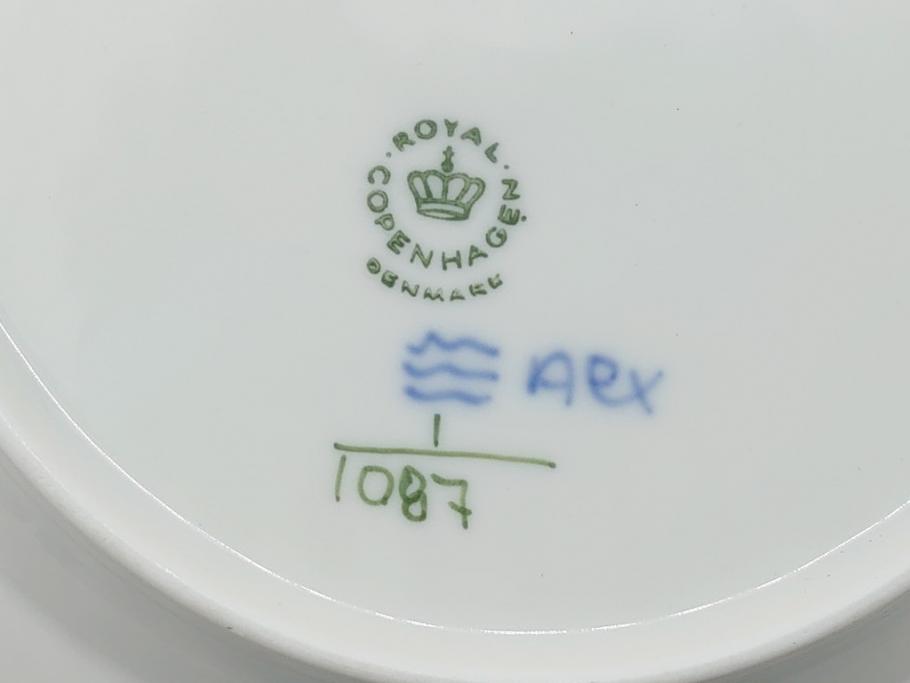 ROYAL
COPENHAGEN
DENMARK
Arx
1
1087